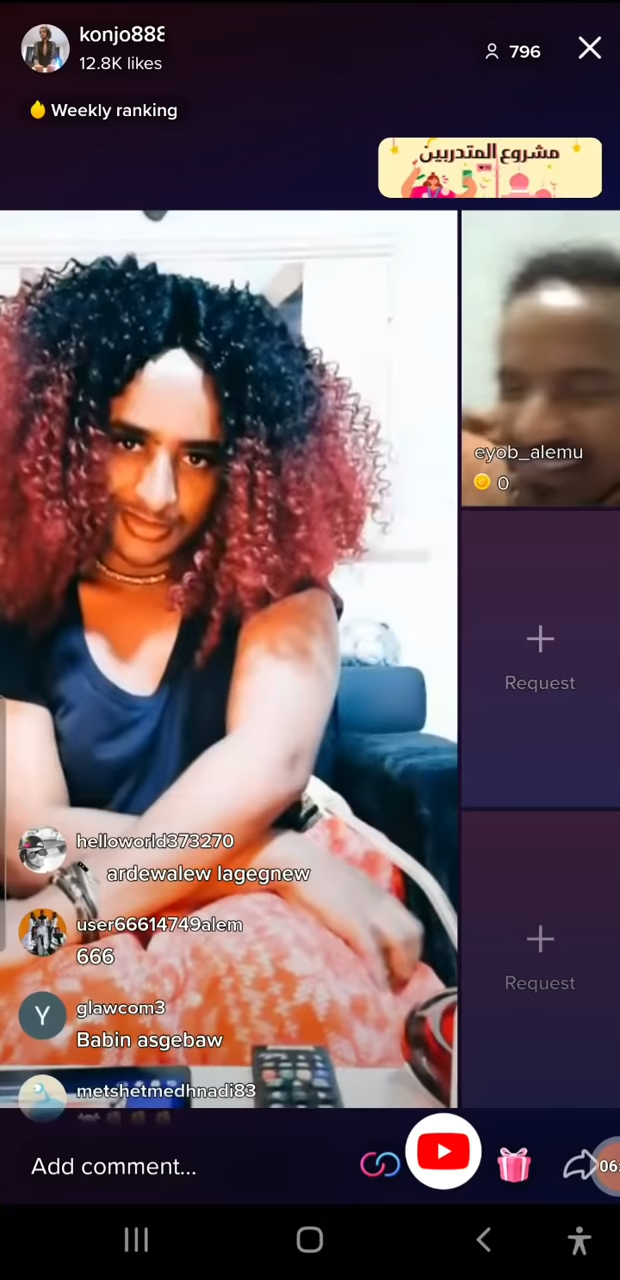 konjo888
12.8K likes
796
Weekly ranking
مشروع المتدربين
eyob_alemu
0
Request
helloworld373270
ardewalew lagegnew
user66614749alem
666
Request
glawcom3
Y
Babin asgebaw
metshetmedhnadi83
Add comment...
06: